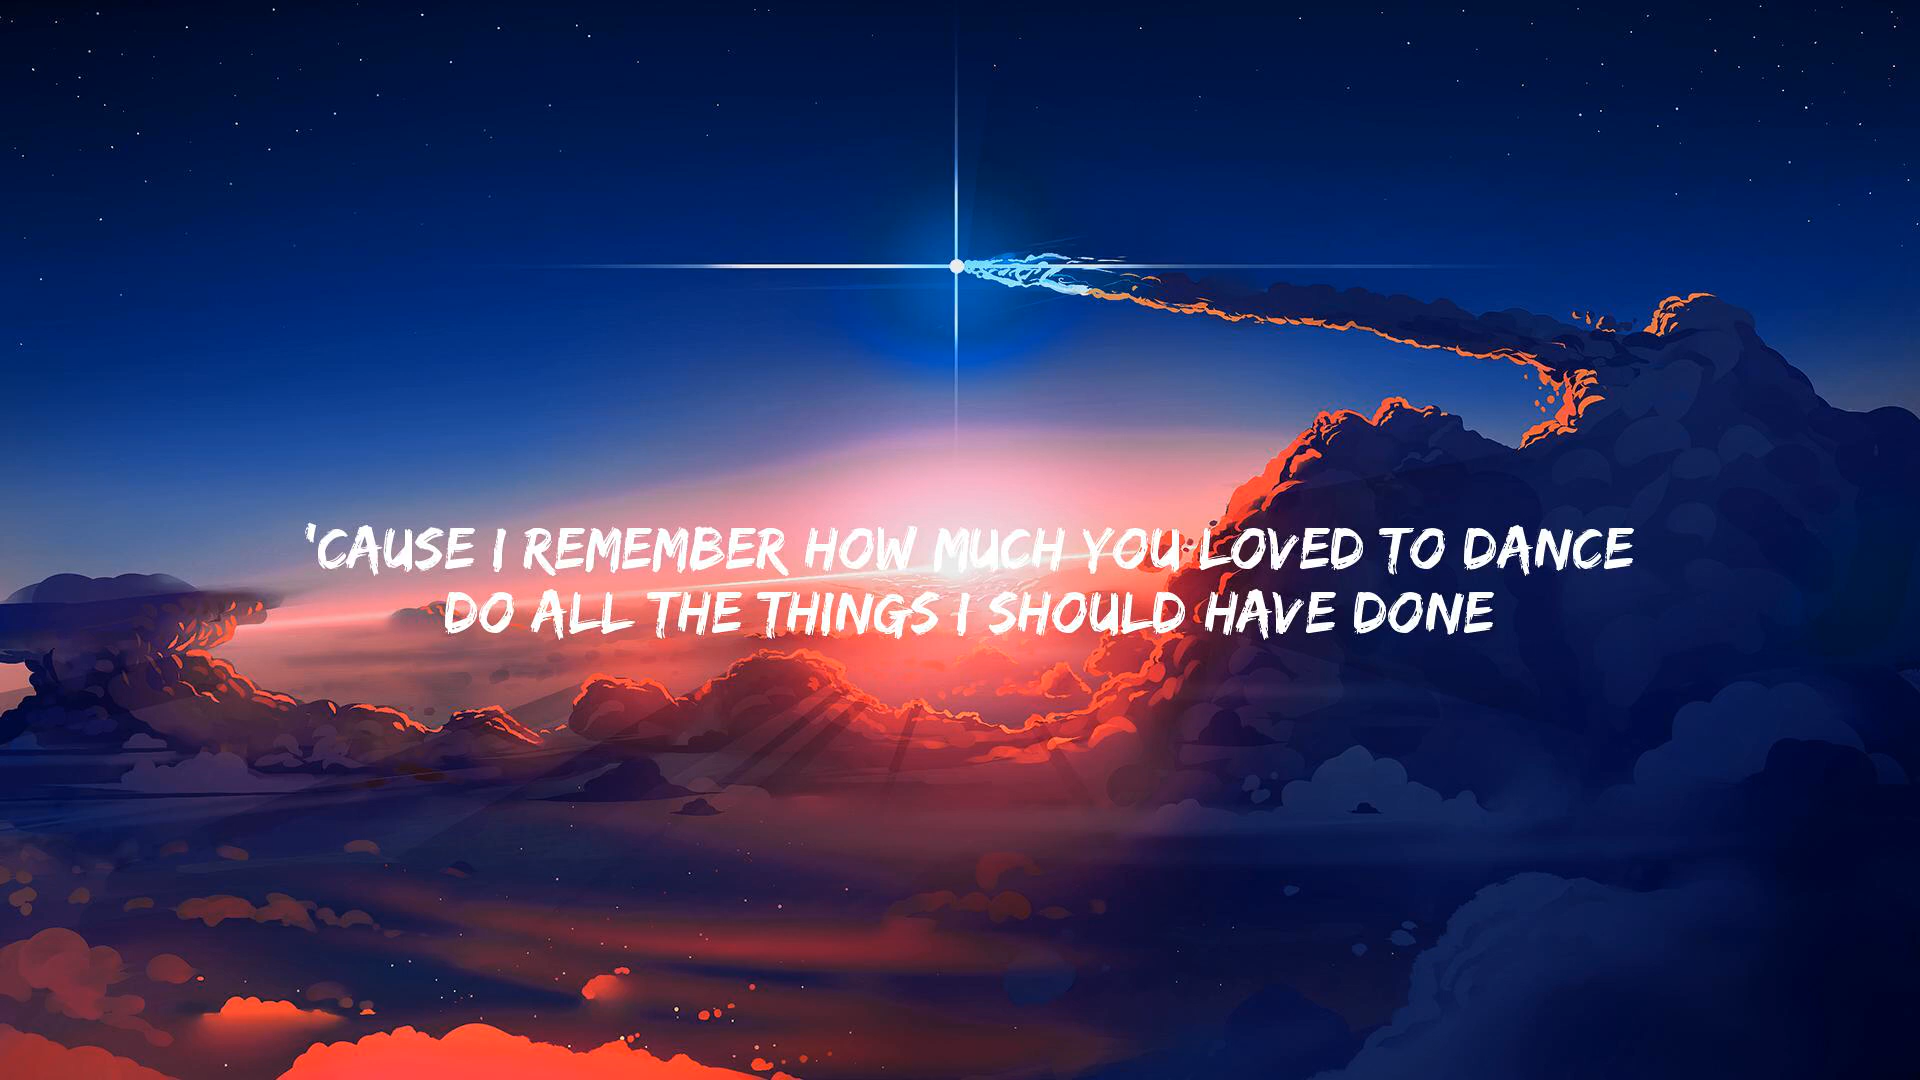 'CAUSE I REMEMBER HOW MUCH YOU LOVED TO DANCE
DO ALL THE THINGS I SHOULD HAVE DONE